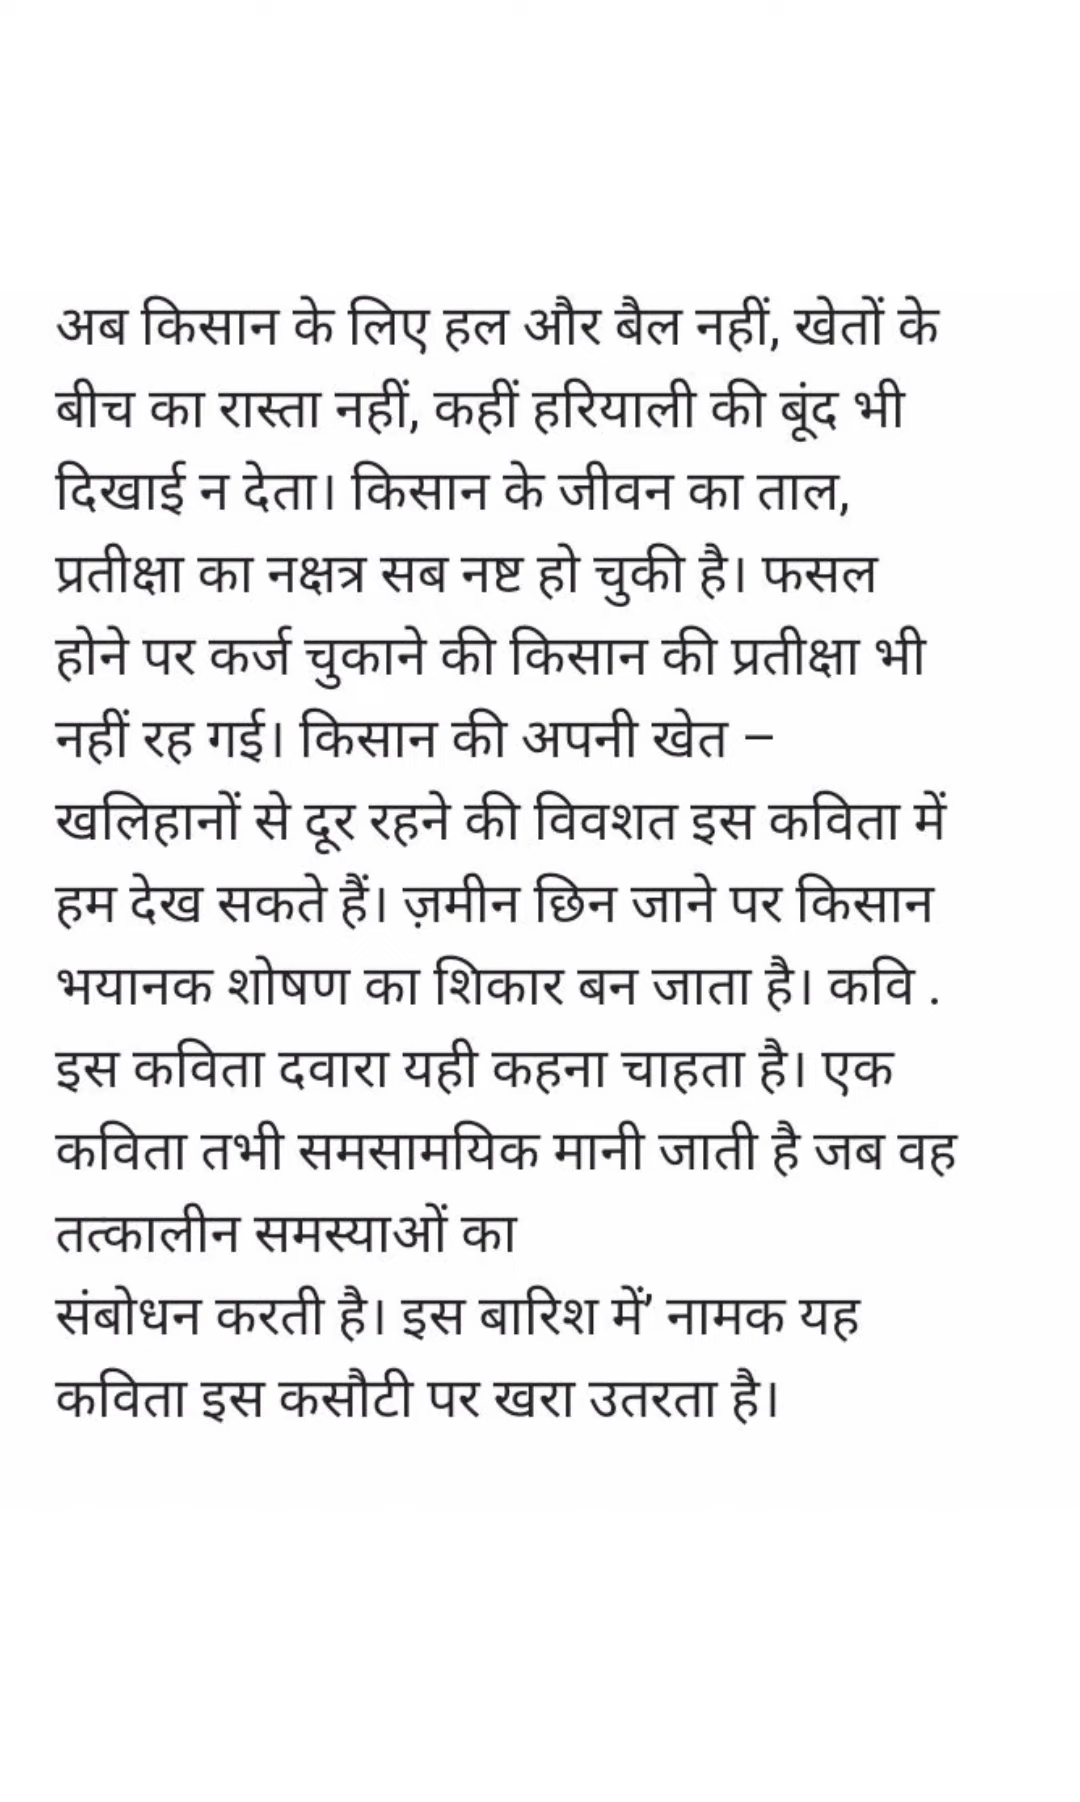 अब किसान के लिए हल और बैल नहीं, खेतों के
बीच का रास्ता नहीं, कहीं हरियाली की बूंद भी
दिखाई न देता। किसान के जीवन का ताल,
प्रतीक्षा का नक्षत्र सब नष्ट हो चुकी है। फसल
होने पर कर्ज चुकाने की किसान की प्रतीक्षा भी
नहीं रह गई। किसान की अपनी खेत –
खलिहानों से दूर रहने की विवशत इस कविता में
हम देख सकते हैं। ज़मीन छिन जाने पर किसान
भयानक शोषण का शिकार बन जाता है। कवि .
इस कविता दवारा यही कहना चाहता है। एक
कविता तभी समसामयिक मानी जाती है जब वह
तत्कालीन समस्याओं का
संबोधन करती है। इस बारिश में’ नामक यह
कविता इस कसौटी पर खरा उतरता है।